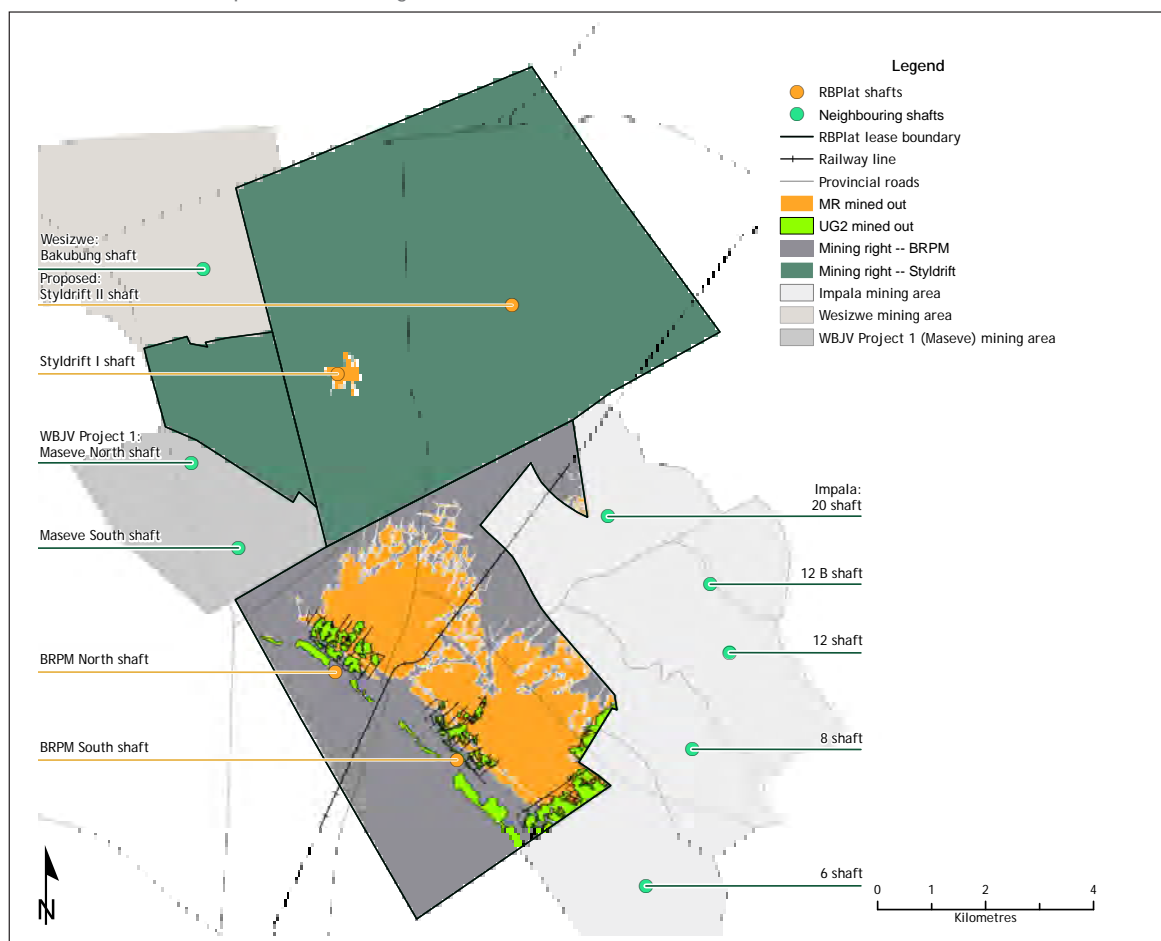 Legend
RBPlat shafts
Neighbouring shafts
RBPlat lease boundary
Railway line
Provincial roads
MR mined out
UG2 mined out
Mining right -- BRPM
Mining right -- Styldrift
Impala mining area
Wesizwe mining area
WBJV Project 1 (Maseve) mining area
Wesizwe:
Bakubung shaft
Proposed:
Styldrift II shaft
Styldrift I shaft
WBJV Project 1:
Maseve North shaft
Maseve South shaft
BRPM North shaft
BRPM South shaft
Impala:
20 shaft
12 B shaft
12 shaft
8 shaft
6 shaft
N
0 1 2 4
Kilometres